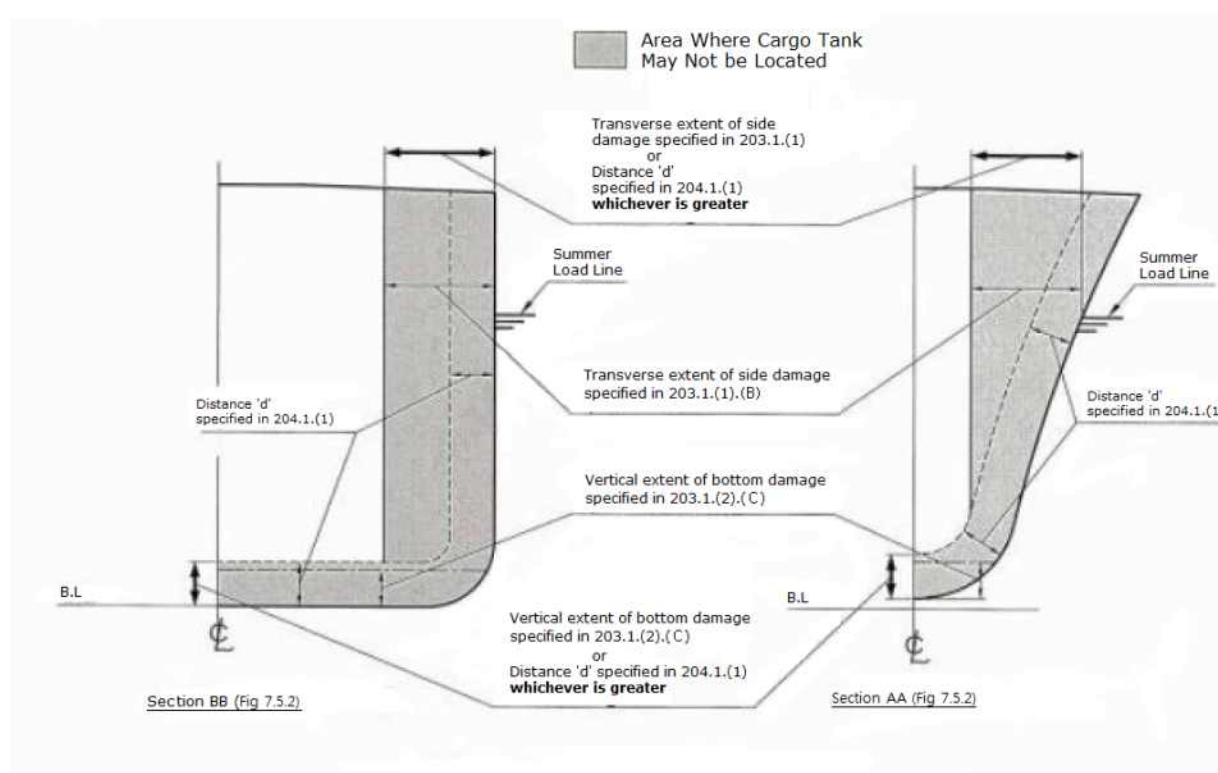 Area Where Cargo Tank
May Not be Located
Transverse extent of side
damage specified in 203.1.(1)
or
Distance 'd'
specified in 204.1.(1)
whichever is greater
Summer
Load Line
Summer
Load Line
Transverse extent of side damage
specified in 203.1.(1).(B)
Distance 'd'
specified in 204.1.(1)
Distance 'd'
specified in 204.1.(1
Vertical extent of bottom damage
specified in 203.1.(2).(C)
B.L
B.L
Vertical extent of bottom damage
specified in 203.1.(2).(C)
or
Distance 'd' specified in 204.1.(1)
whichever is greater
℄
℄
Section BB (Fig 7.5.2)
Section AA (Fig 7.5.2)